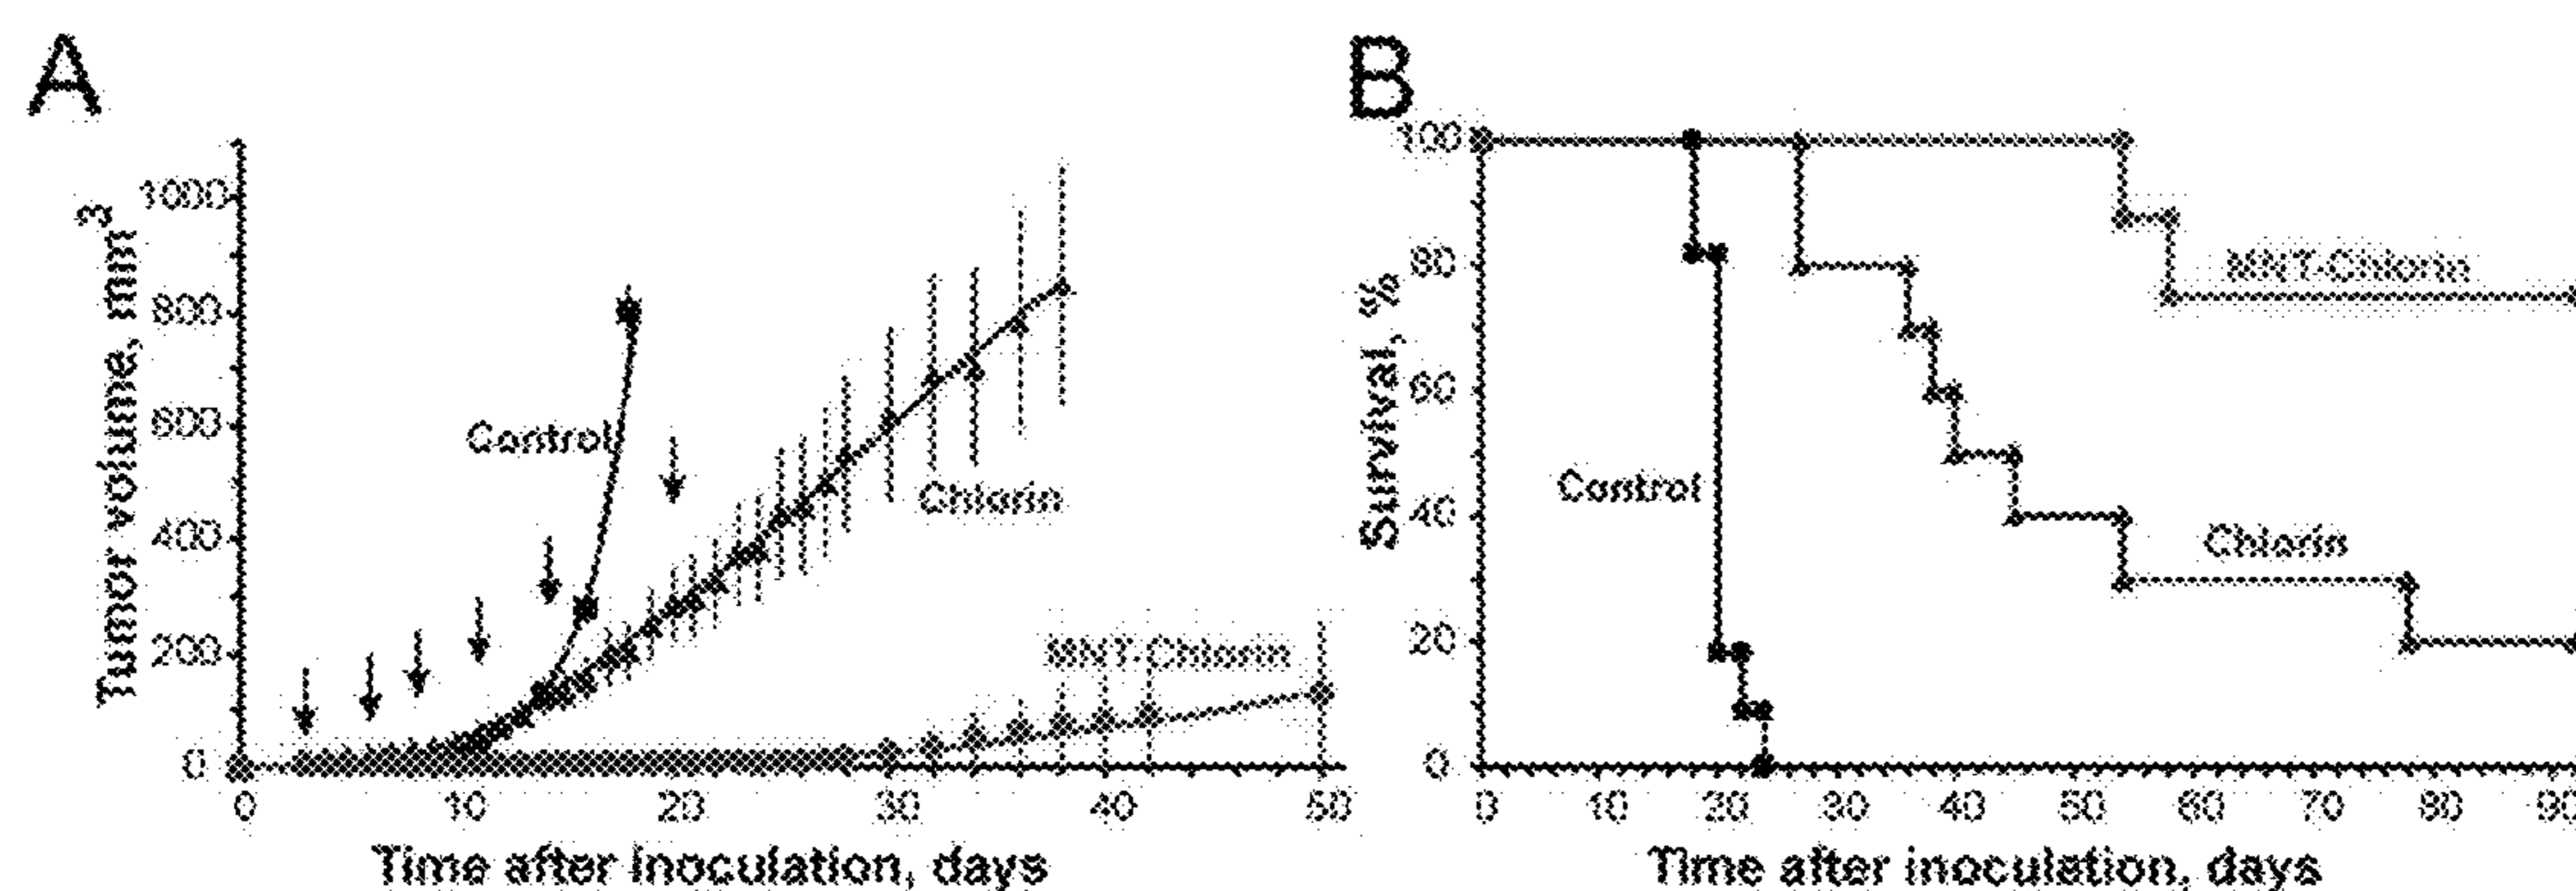 A
Tumor volume, mm3
1000
800
600
400
200
0
Control
Chlorin
MNT-Chlorin
0 10 20 30 40 50
Time after inoculation, days
B
Survival, %
100
80
60
40
20
0
MNT-Chlorin
Control
Chlorin
0 10 20 30 40 50 60 70 80 90
Time after inoculation, days